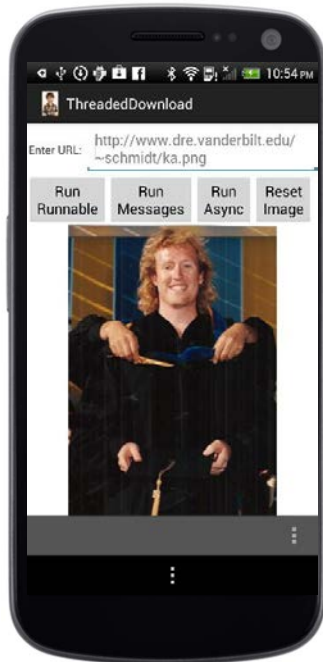 10:54 PM
ThreadedDownload
Enter URL:
http://www.dre.vanderbilt.edu/
~schmidt/ka.png
Run
Runnable
Run
Messages
Run
Async
Reset
Image